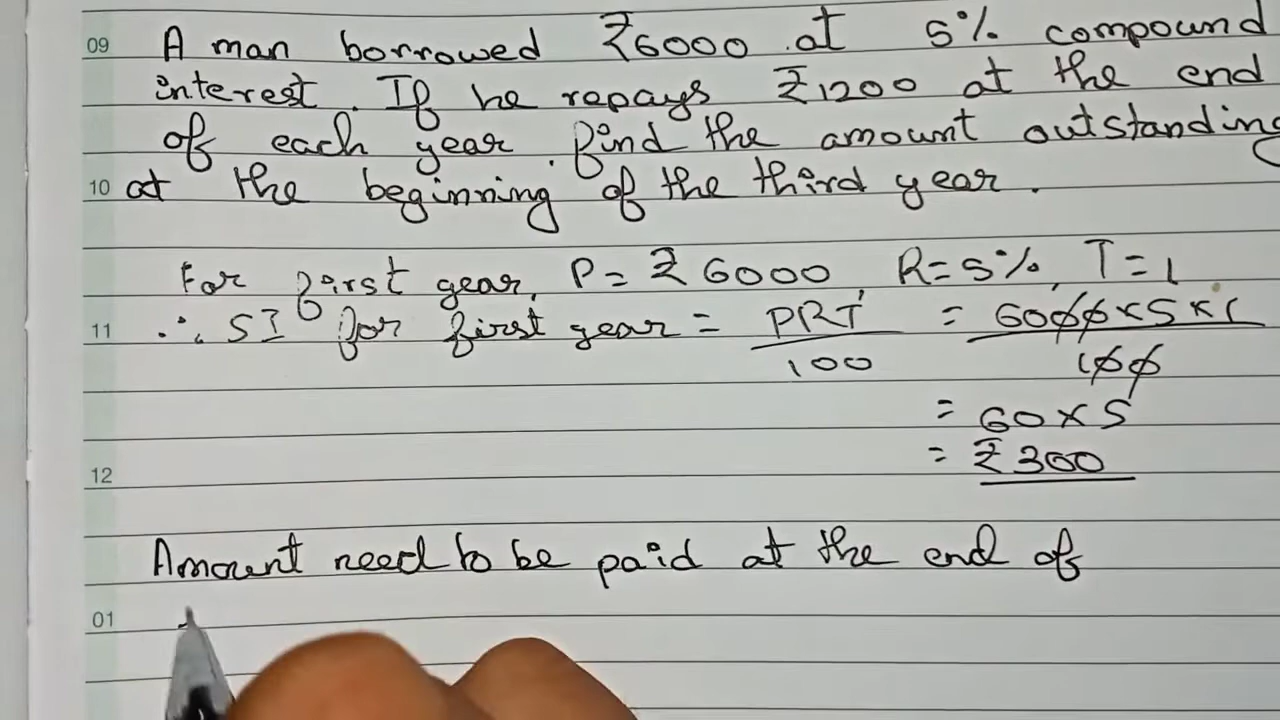 09 A man borrowed ₹6000 at 5% compound
interest. If he repays ₹1200 at the end
of each year. find the amount outstanding
10 at the beginning of the third year.
For first year, P = ₹6000, R=5%, T=1
11 ∴ SI for first year = PRT/100 = 6000×5×1/100
= 60×5
= ₹300
12
Amount need to be paid at the end of
01